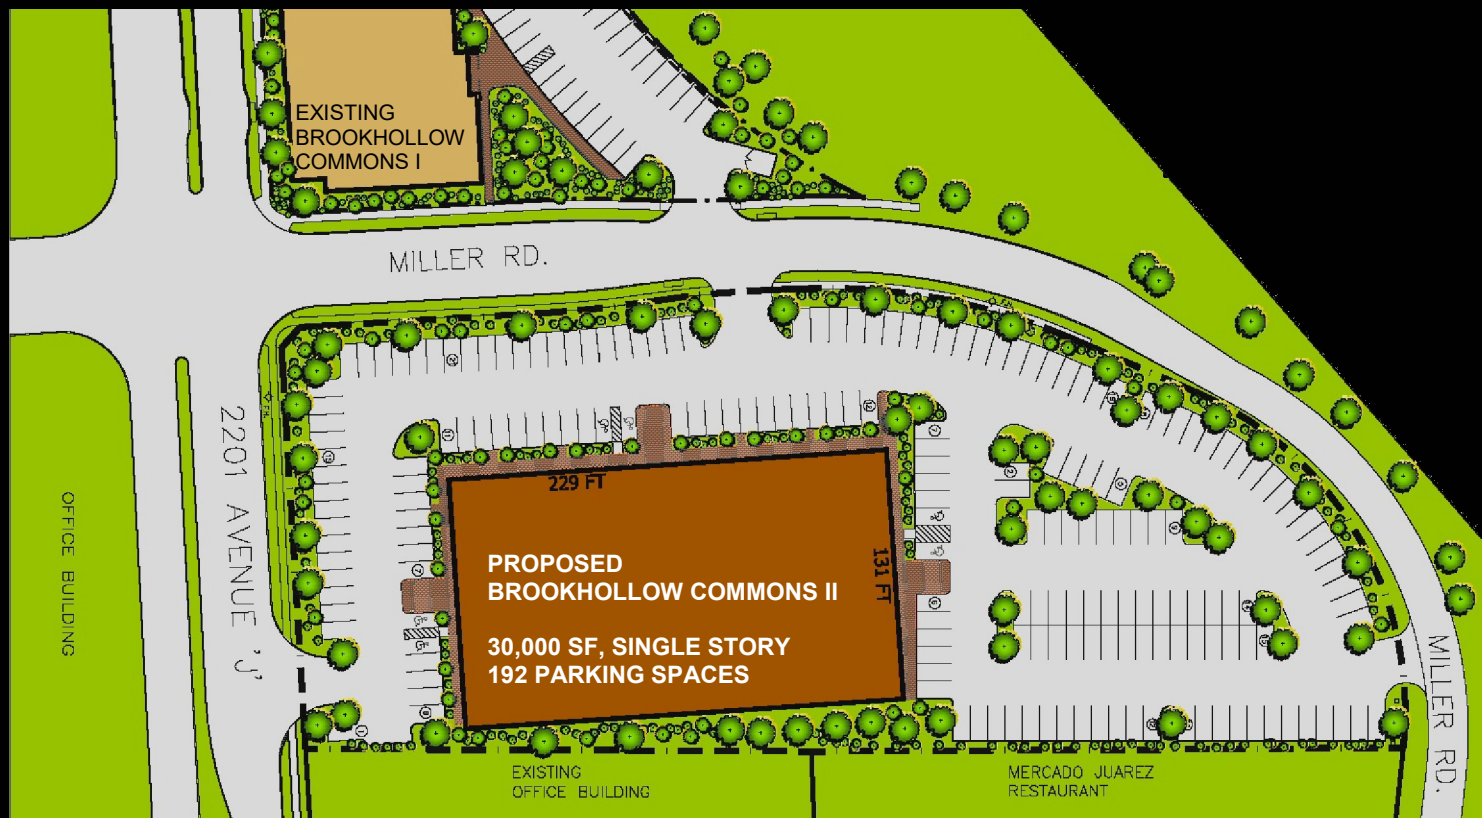 EXISTING
BROOKHOLLOW
COMMONS I
MILLER RD.
2201 AVENUE 'J'
OFFICE BUILDING
229 FT
131 FT
PROPOSED
BROOKHOLLOW COMMONS II
30,000 SF, SINGLE STORY
192 PARKING SPACES
EXISTING
OFFICE BUILDING
MERCADO JUAREZ
RESTAURANT
MILLER RD.